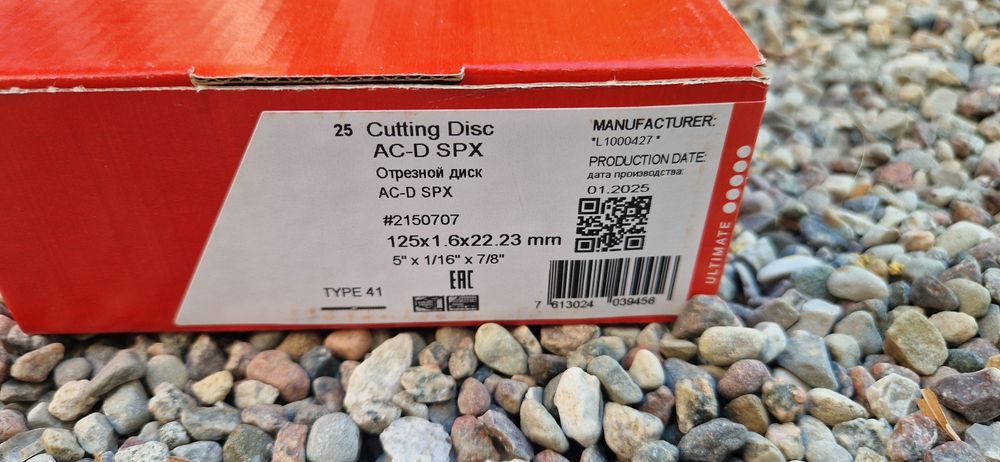 25 Cutting Disc
AC-D SPX
Отрезной диск
AC-D SPX
#2150707
125x1.6x22.23 mm
5" x 1/16" x 7/8"
EAC
TYPE 41
MANUFACTURER:
*L1000427 *
PRODUCTION DATE:
дата производства:
01.2025
7 613024 039456
ULTIMATE